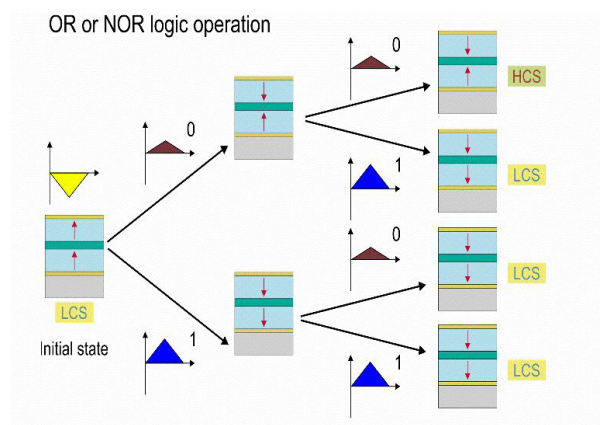 OR or NOR logic operation
0
HCS
0
1
LCS
0
LCS
LCS
Initial state
1
1
LCS